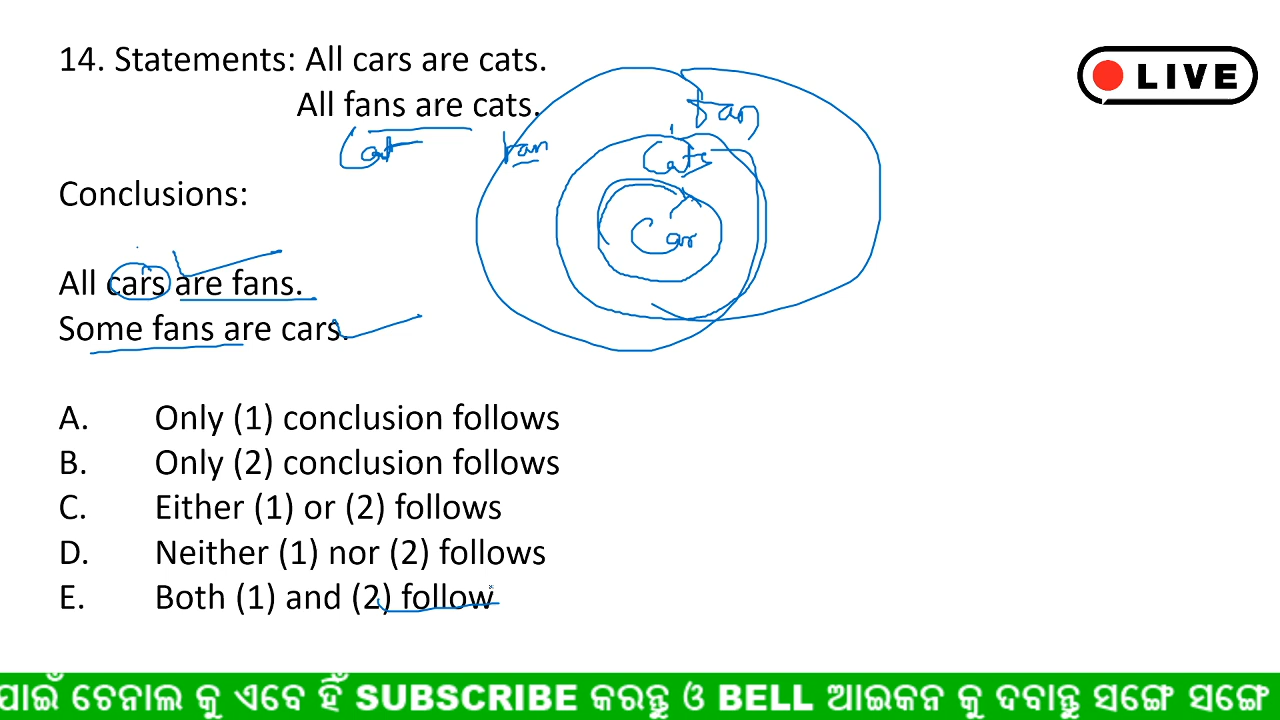 14. Statements: All cars are cats.
All fans are cats.
LIVE
Cat
fan
fan
Cats
Car
Conclusions:
All cars are fans.
Some fans are cars.
A. Only (1) conclusion follows
B. Only (2) conclusion follows
C. Either (1) or (2) follows
D. Neither (1) nor (2) follows
E. Both (1) and (2) follow
ପାଇଁ ଚେନାଲ କୁ ଏବେ ହିଁ SUBSCRIBE କରନ୍ତୁ ଓ BELL ଆଇକନ କୁ ଦବାନ୍ତୁ ସଙ୍ଗେ ସଙ୍ଗେ